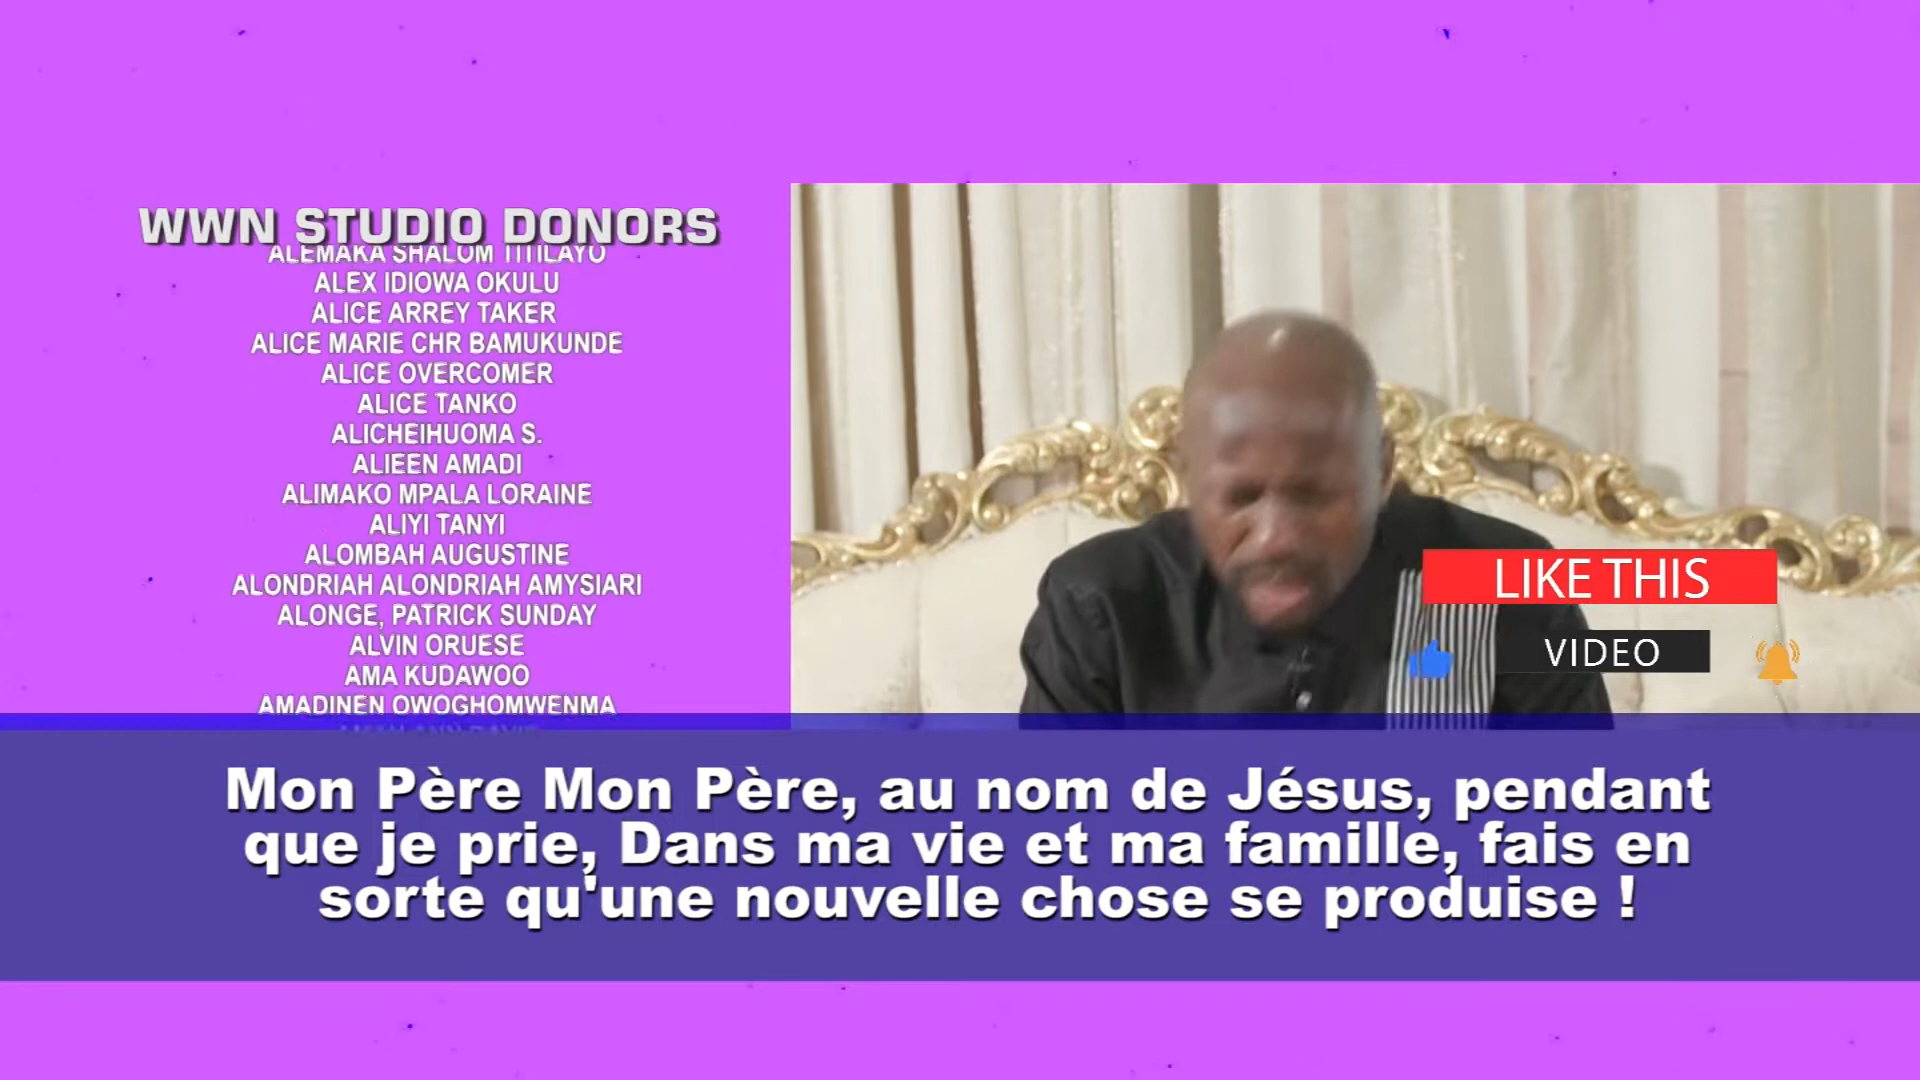 WWN STUDIO DONORS
ALEMAKA SHALOM TITILAYO
ALEX IDIOWA OKULU
ALICE ARREY TAKER
ALICE MARIE CHR BAMUKUNDE
ALICE OVERCOMER
ALICE TANKO
ALICHEIHUOMA S.
ALIEEN AMADI
ALIMAKO MPALA LORAINE
ALIYI TANYI
ALOMBAH AUGUSTINE
ALONDRIAH ALONDRIAH AMYSIARI
ALONGE, PATRICK SUNDAY
ALVIN ORUESE
AMA KUDAWOO
AMADINEN OWOGHOMWENMA
LIKE THIS
VIDEO
Mon Père Mon Père, au nom de Jésus, pendant
que je prie, Dans ma vie et ma famille, fais en
sorte qu'une nouvelle chose se produise !